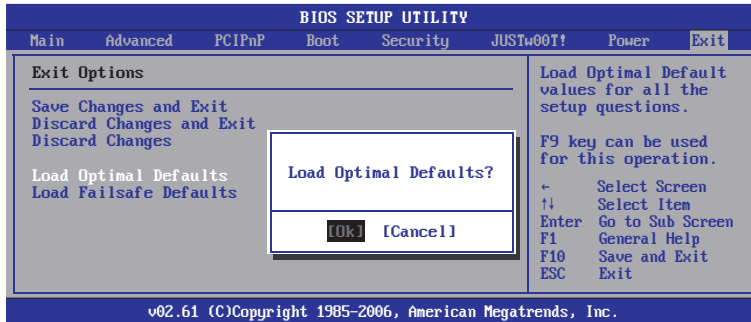 BIOS SETUP UTILITY
Main Advanced PCIPnP Boot Security JUSTw00T! Power Exit
Exit Options
Save Changes and Exit
Discard Changes and Exit
Discard Changes
Load Optimal Defaults
Load Failsafe Defaults
Load Optimal Defaults?
[Ok] [Cancel]
Load Optimal Default
values for all the
setup questions.
F9 key can be used
for this operation.
← Select Screen
↑↓ Select Item
Enter Go to Sub Screen
F1 General Help
F10 Save and Exit
ESC Exit
v02.61 (C)Copyright 1985-2006, American Megatrends, Inc.